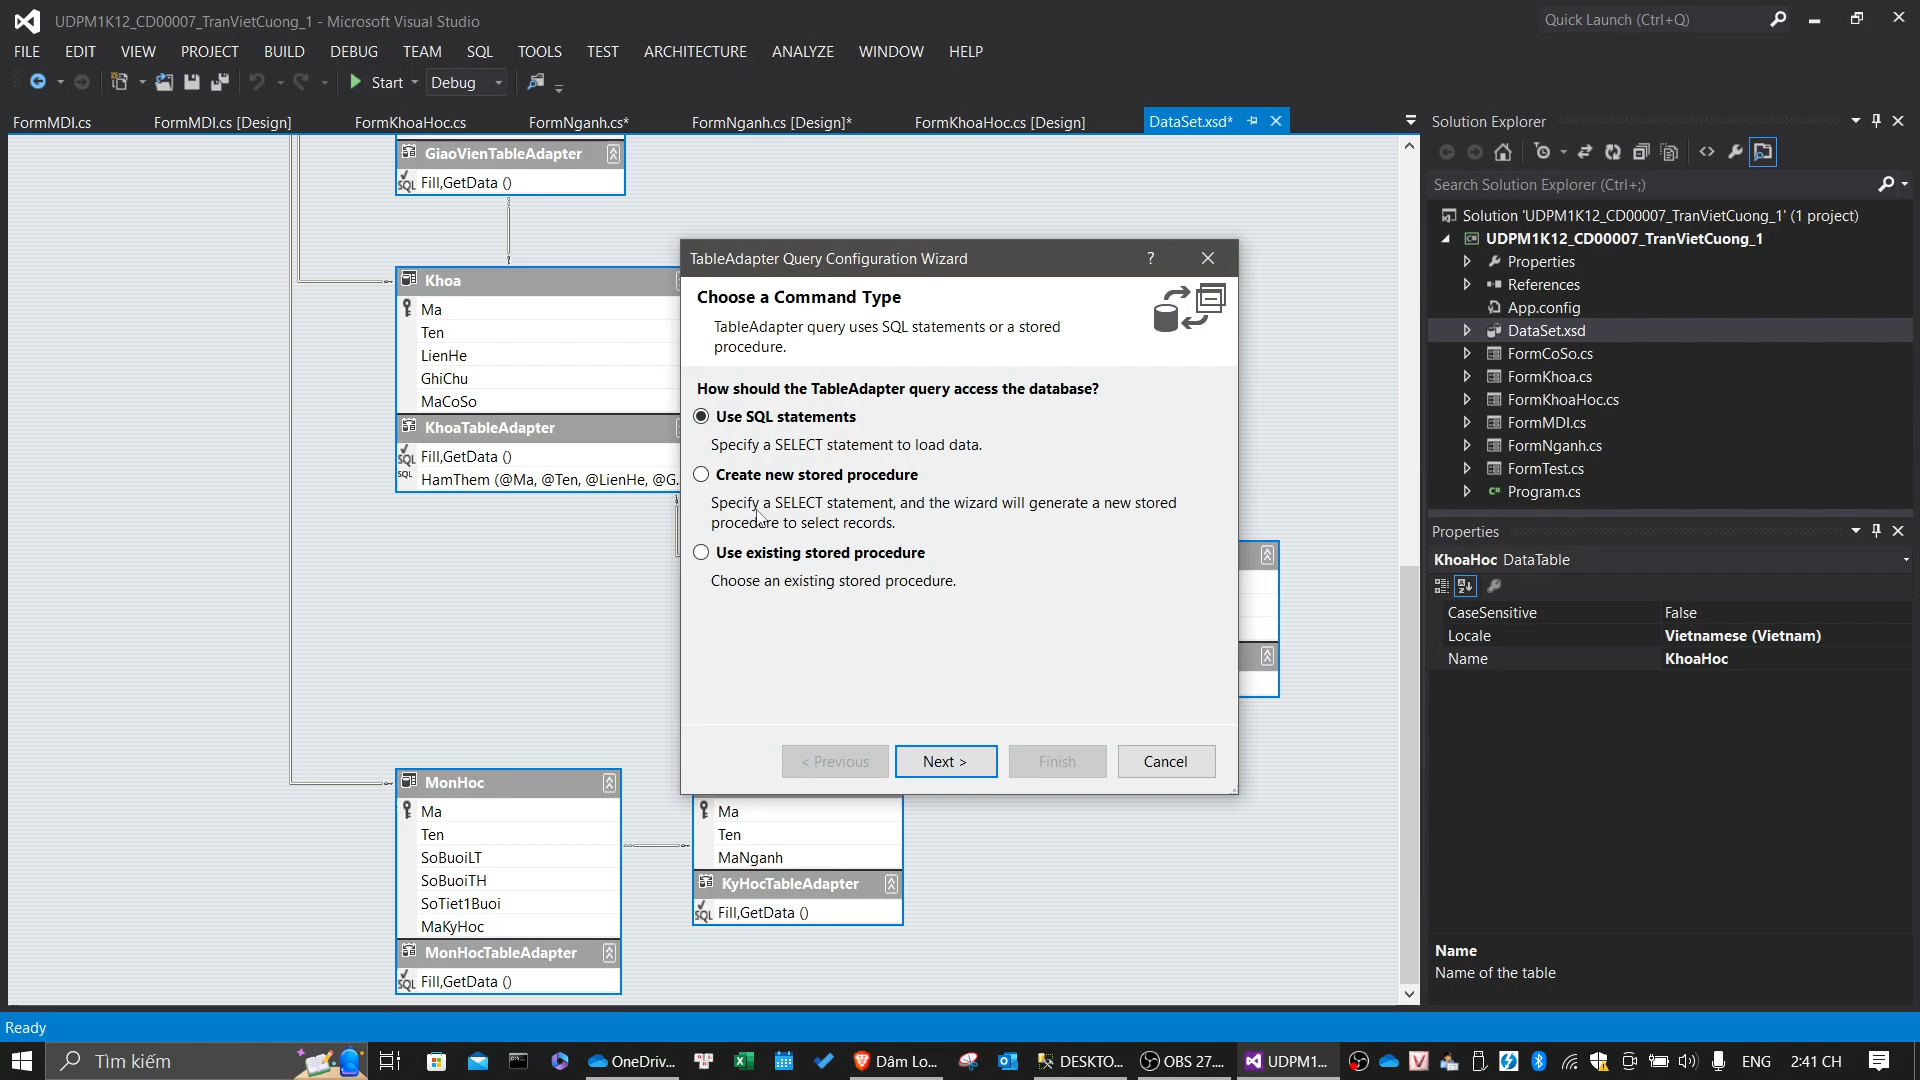 UDPM1K12_CD00007_TranVietCuong_1 - Microsoft Visual Studio
Quick Launch (Ctrl+Q)
FILE EDIT VIEW PROJECT BUILD DEBUG TEAM SQL TOOLS TEST ARCHITECTURE ANALYZE WINDOW HELP
Start Debug
FormMDI.cs FormMDI.cs [Design] FormKhoaHoc.cs FormNganh.cs* FormNganh.cs [Design]* FormKhoaHoc.cs [Design] DataSet.xsd*
GiaoVienTableAdapter
SQL Fill,GetData ()
Khoa
Ma
Ten
LienHe
GhiChu
MaCoSo
KhoaTableAdapter
SQL Fill,GetData ()
SQL HamThem (@Ma, @Ten, @LienHe, @G...
MonHoc
Ma
Ten
SoBuoiLT
SoBuoiTH
SoTiet1Buoi
MaKyHoc
MonHocTableAdapter
SQL Fill,GetData ()
Ma
Ten
MaNganh
KyHocTableAdapter
SQL Fill,GetData ()
TableAdapter Query Configuration Wizard ?
Choose a Command Type
TableAdapter query uses SQL statements or a stored
procedure.
How should the TableAdapter query access the database?
Use SQL statements
Specify a SELECT statement to load data.
Create new stored procedure
Specify a SELECT statement, and the wizard will generate a new stored
procedure to select records.
Use existing stored procedure
Choose an existing stored procedure.
< Previous Next > Finish Cancel
Solution Explorer
Search Solution Explorer (Ctrl+;)
Solution 'UDPM1K12_CD00007_TranVietCuong_1' (1 project)
UDPM1K12_CD00007_TranVietCuong_1
Properties
References
App.config
DataSet.xsd
FormCoSo.cs
FormKhoa.cs
FormKhoaHoc.cs
FormMDI.cs
FormNganh.cs
FormTest.cs
Program.cs
Properties
KhoaHoc DataTable
CaseSensitive False
Locale Vietnamese (Vietnam)
Name KhoaHoc
Name
Name of the table
Ready
Tìm kiếm OneDriv... Dâm Lo... DESKTO... OBS 27.... UDPM1... ENG 2:41 CH